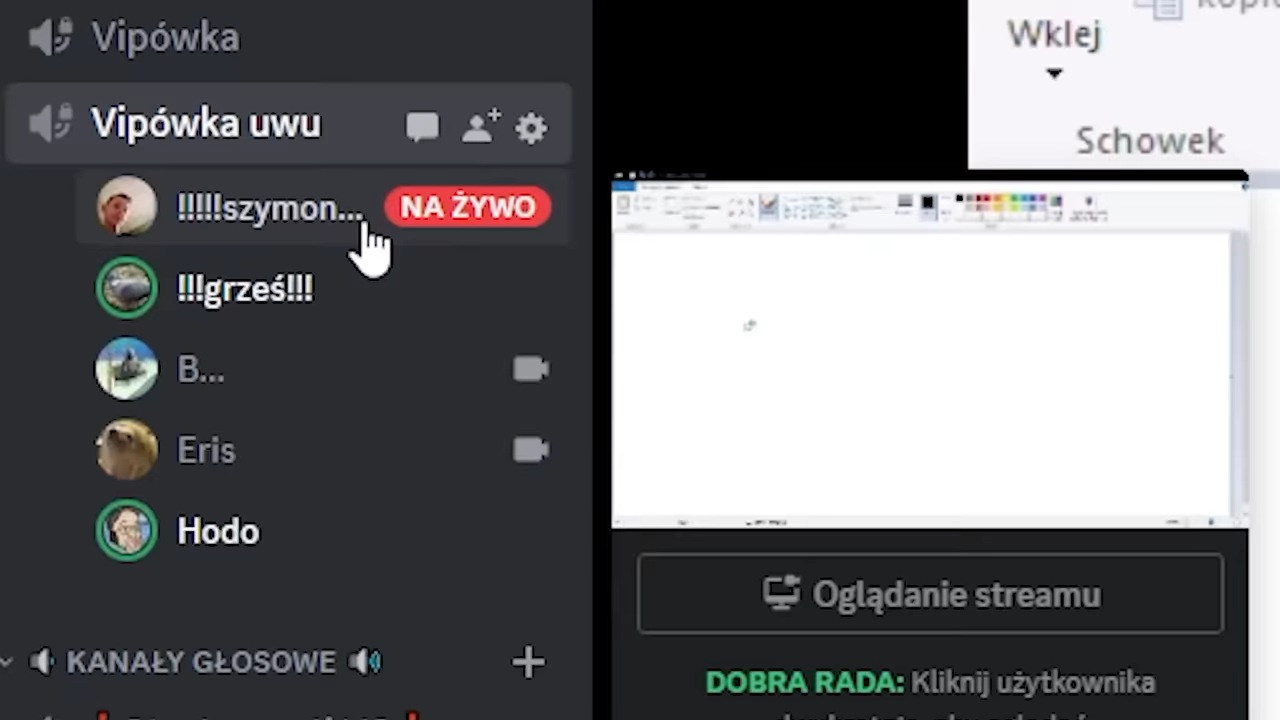 Vipówka
Vipówka uwu
!!!!!szymon...
NA ŻYWO
!!!grześ!!!
B...
Eris
Hodo
KANAŁY GŁOSOWE
Wklej
Schowek
Oglądanie streamu
DOBRA RADA: Kliknij użytkownika